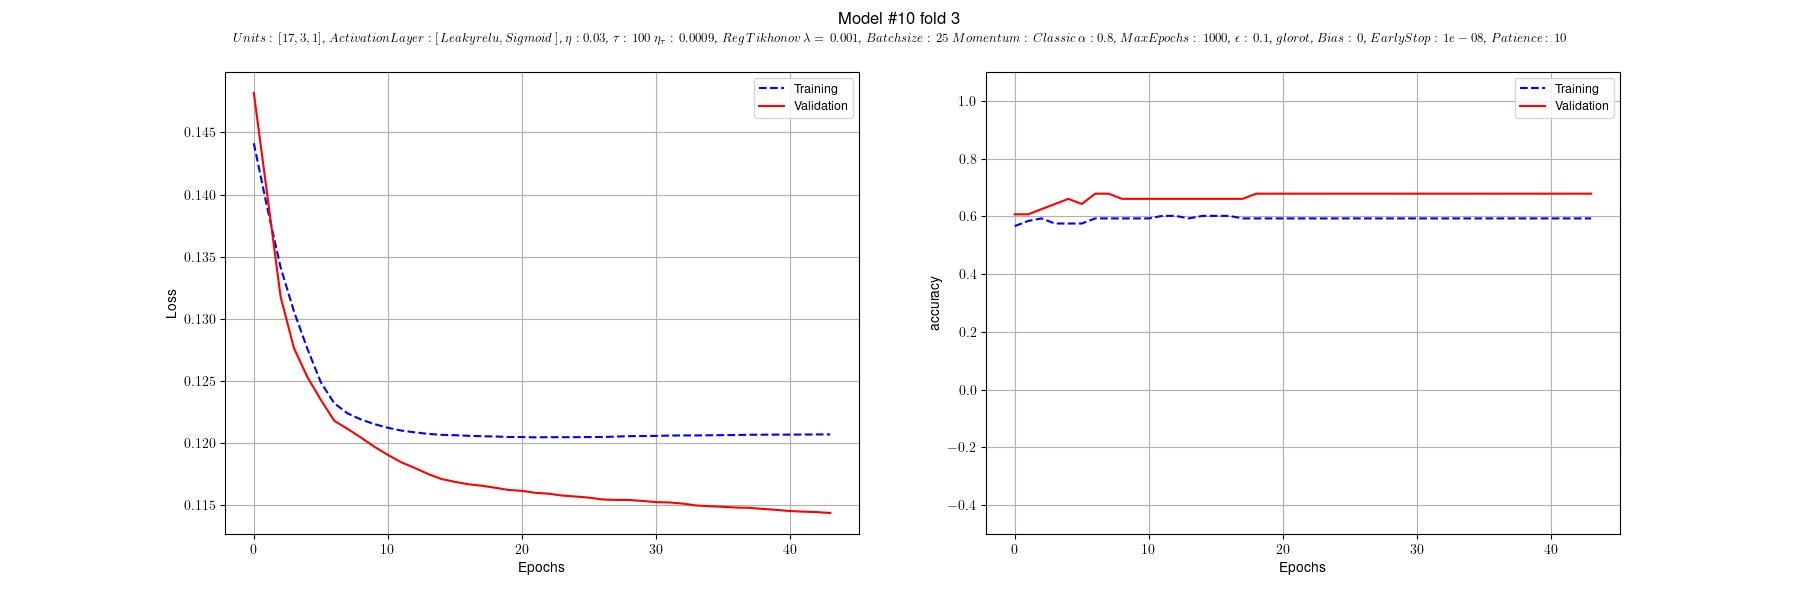 Model #10 fold 3
Units : [17, 3, 1], ActivationLayer : [Leakyrelu, Sigmoid], η : 0.03, τ : 100 ητ : 0.0009, RegTikhonov λ = 0.001, Batchsize : 25 Momentum : Classic α : 0.8, MaxEpochs : 1000, ϵ : 0.1, glorot, Bias : 0, EarlyStop : 1e − 08, Patience : 10
Training
Validation
0.145
0.140
0.135
0.130
0.125
0.120
0.115
Loss
0 10 20 30 40
Epochs
Training
Validation
1.0
0.8
0.6
0.4
0.2
0.0
−0.2
−0.4
accuracy
0 10 20 30 40
Epochs